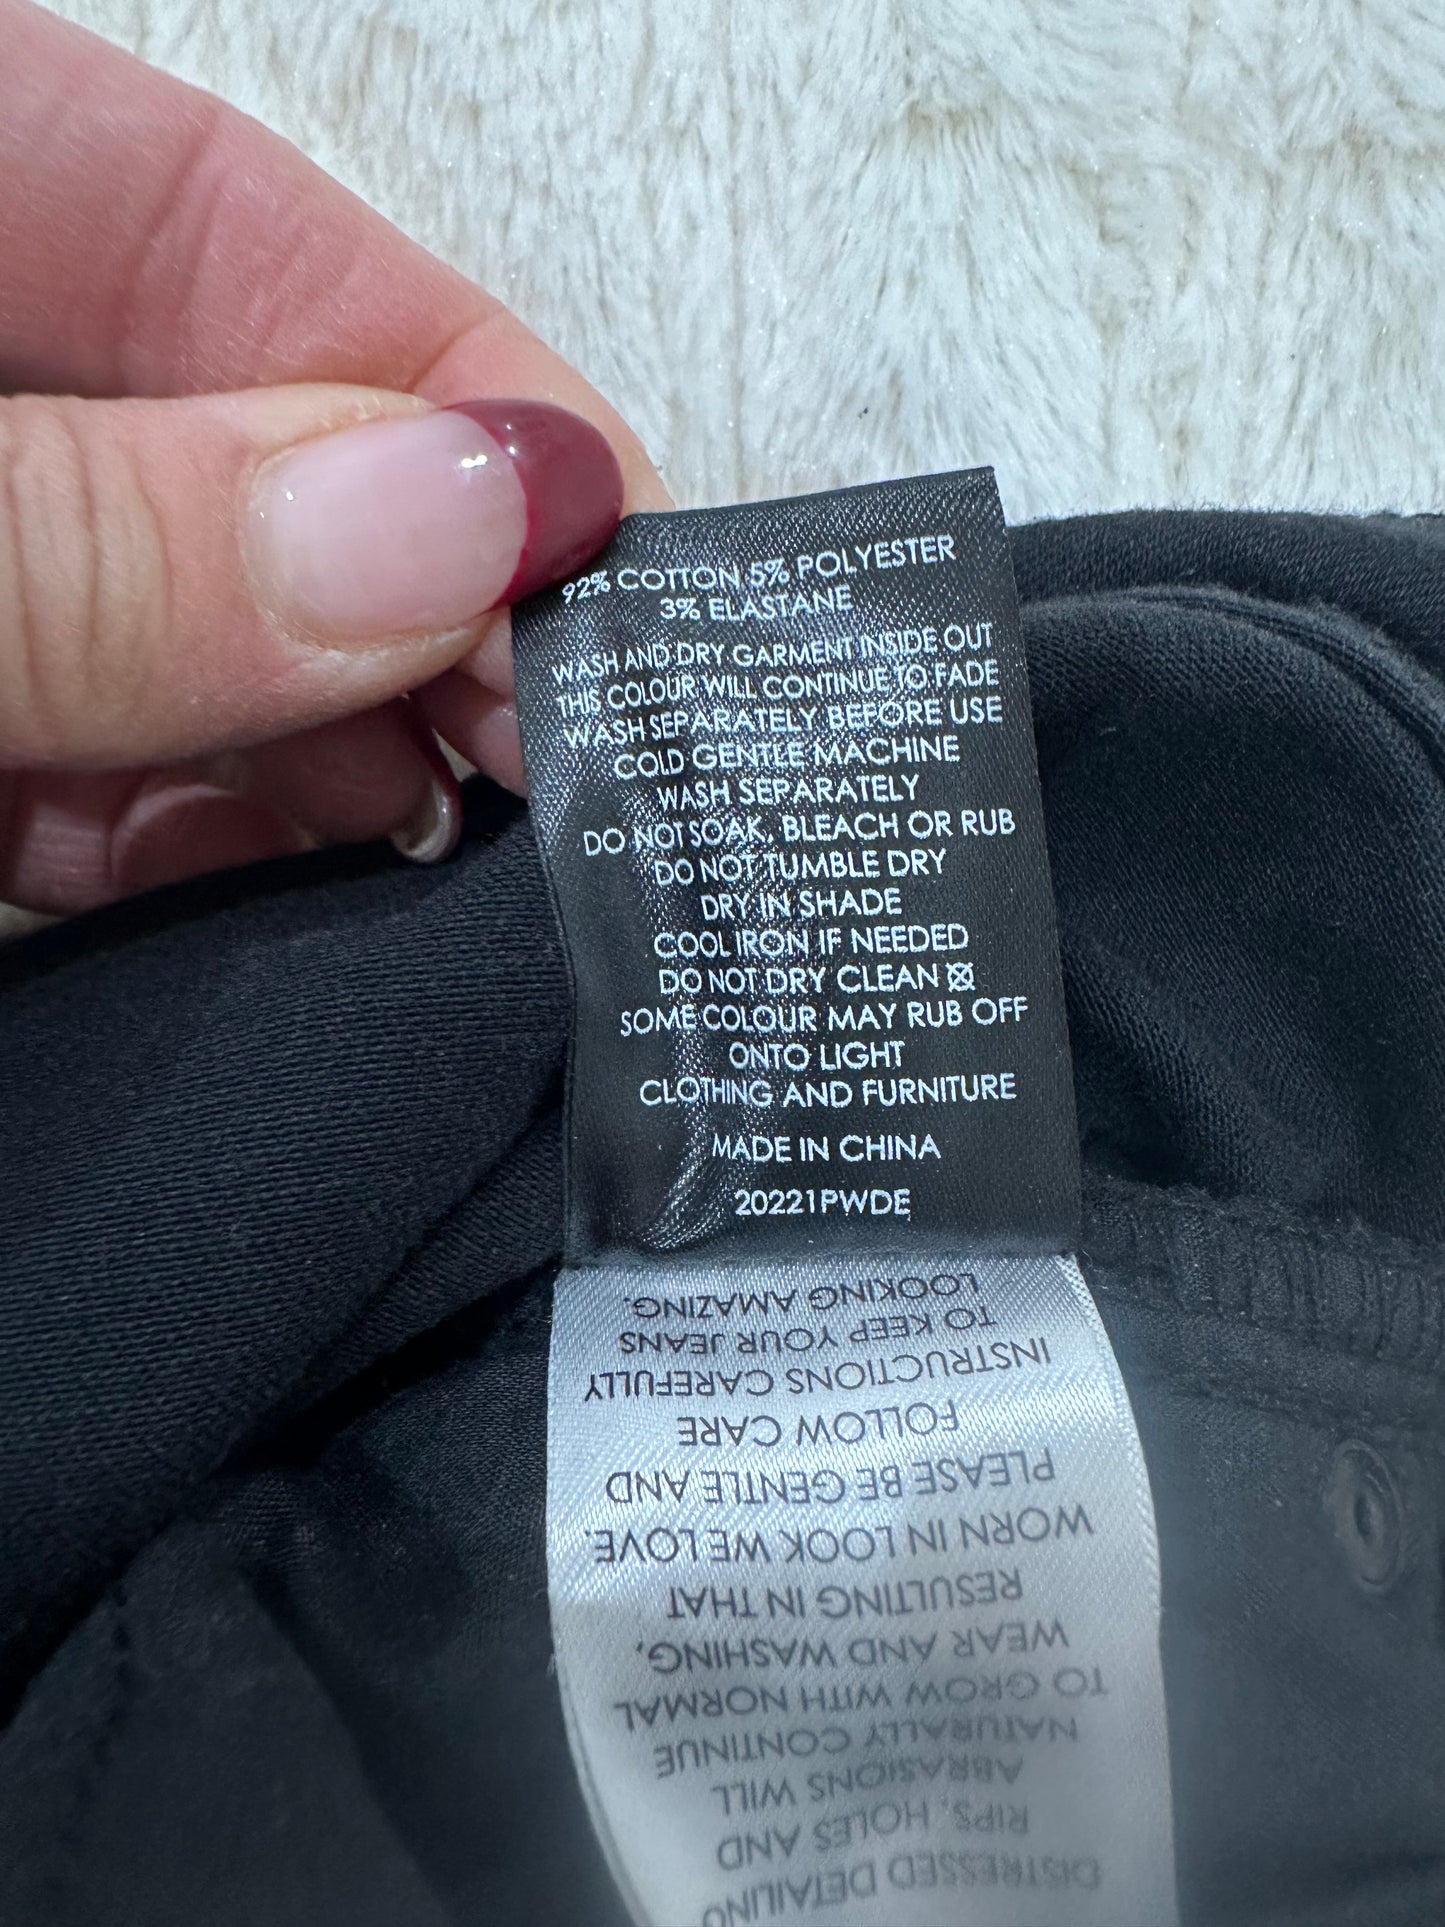 92% COTTON 5% POLYESTER
3% ELASTANE
WASH AND DRY GARMENT INSIDE OUT
THIS COLOUR WILL CONTINUE TO FADE
WASH SEPARATELY BEFORE USE
COLD GENTLE MACHINE
WASH SEPARATELY
DO NOT SOAK, BLEACH OR RUB
DO NOT TUMBLE DRY
DRY IN SHADE
COOL IRON IF NEEDED
DO NOT DRY CLEAN
SOME COLOUR MAY RUB OFF
ONTO LIGHT
CLOTHING AND FURNITURE
MADE IN CHINA
20221PWDE
DISTRESSED DETAILING
RIPS, HOLES AND
ABRASIONS WILL
NATURALLY CONTINUE
TO GROW WITH NORMAL
WEAR AND WASHING,
RESULTING IN THAT
WORN IN LOOK WE LOVE.
PLEASE BE GENTLE AND
FOLLOW CARE
INSTRUCTIONS CAREFULLY
TO KEEP YOUR JEANS
LOOKING AMAZING.